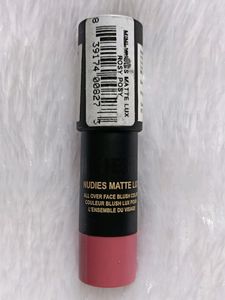 MATTE LUX
ROSY POSY
8 39174 00827
NUDIES MATTE LUX
ALL OVER FACE BLUSH COLOR
COULEUR BLUSH LUX POUR
L'ENSEMBLE DU VISAGE